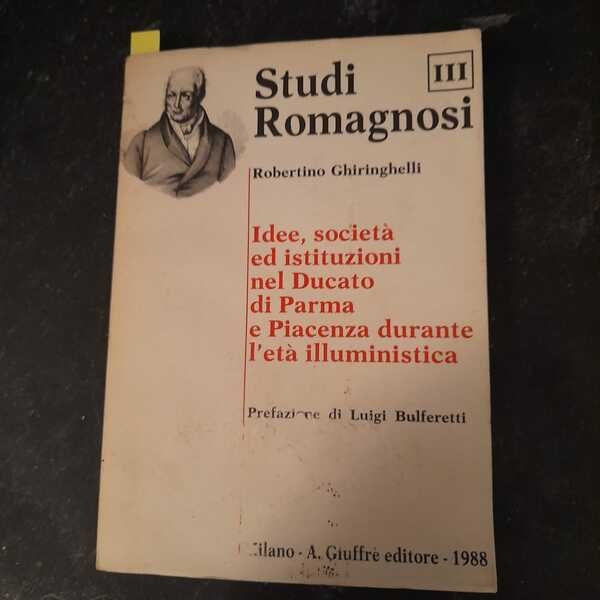 Studi
III
Romagnosi
Robertino Ghiringhelli
Idee, società
ed istituzioni
nel Ducato
di Parma
e Piacenza durante
l'età illuministica
Prefazione di Luigi Bulferetti
Milano - A. Giuffrè editore - 1988